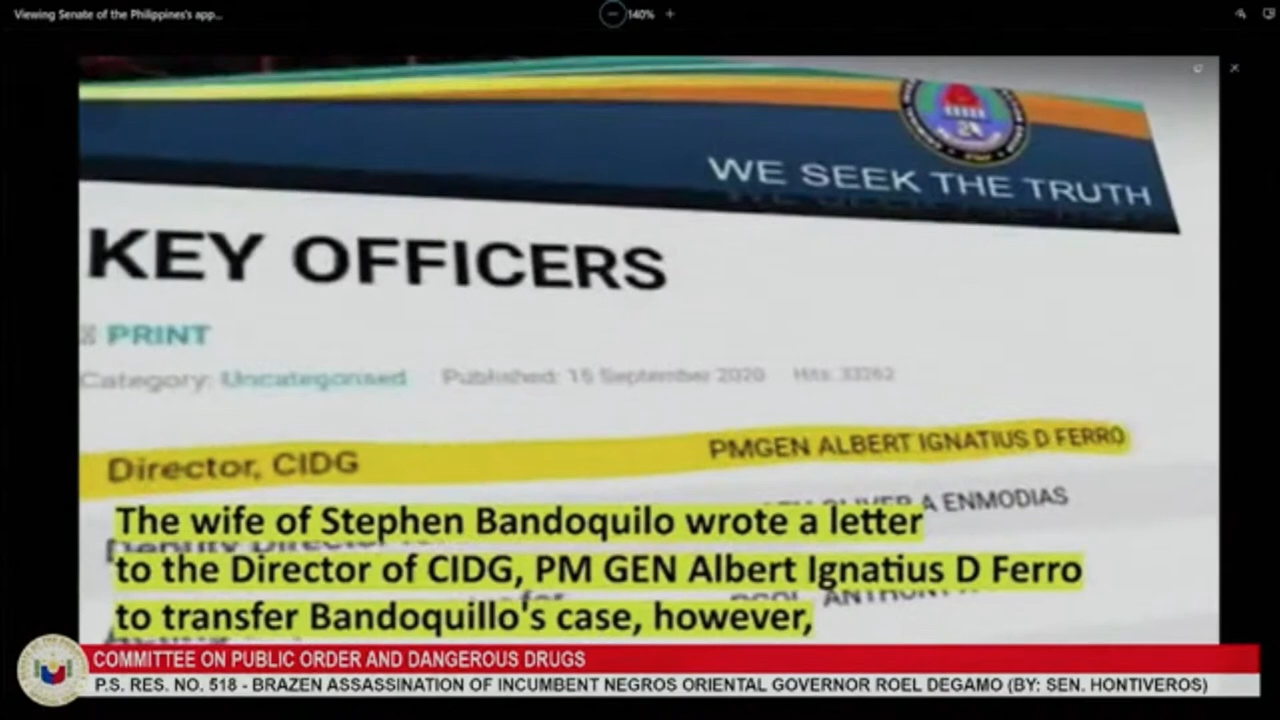 Viewing Senate of the Philippines's app...
140%
WE SEEK THE TRUTH
KEY OFFICERS
PRINT
Category: Uncategorised Published: 15 September 2020 Hits: 33262
Director, CIDG PMGEN ALBERT IGNATIUS D FERRO
A ENMODIAS
The wife of Stephen Bandoquilo wrote a letter
to the Director of CIDG, PM GEN Albert Ignatius D Ferro
to transfer Bandoquillo's case, however,
COMMITTEE ON PUBLIC ORDER AND DANGEROUS DRUGS
P.S. RES. NO. 518 - BRAZEN ASSASSINATION OF INCUMBENT NEGROS ORIENTAL GOVERNOR ROEL DEGAMO (BY: SEN. HONTIVEROS)